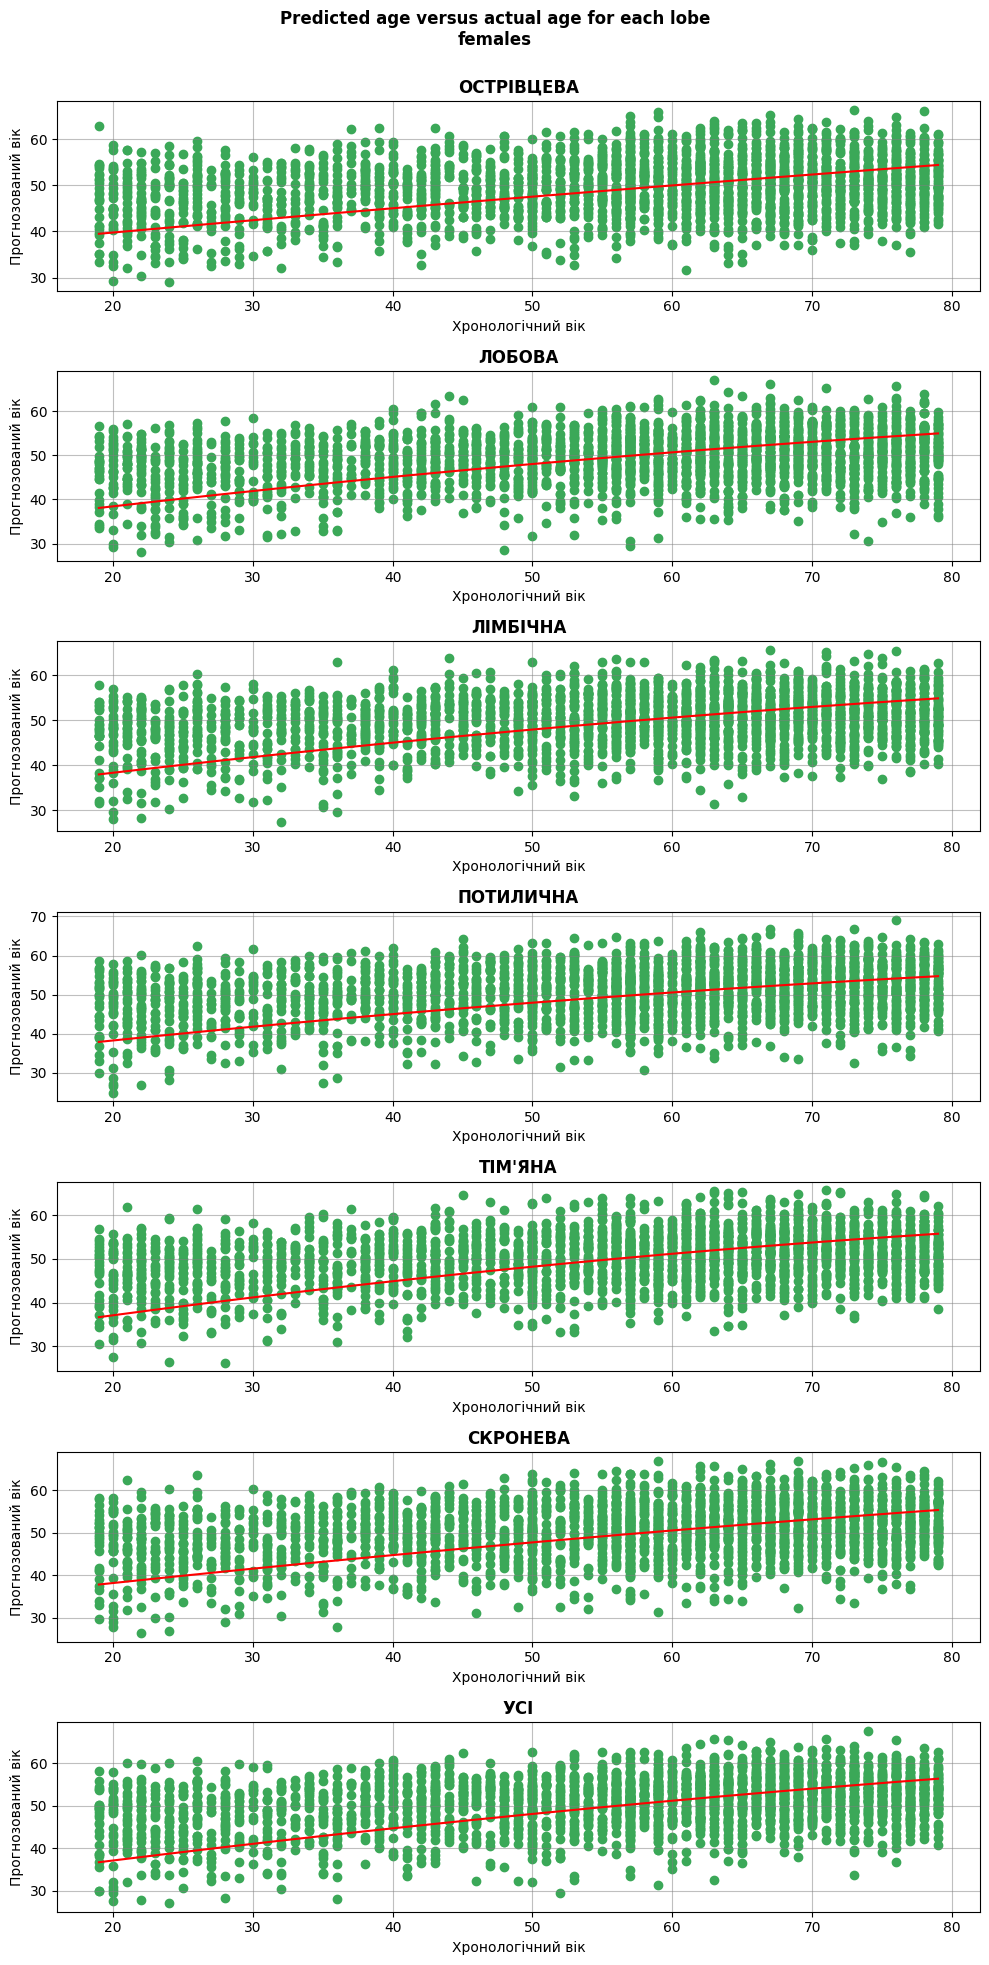 Predicted age versus actual age for each lobe
females
ОСТРІВЦЕВА
Прогнозований вік
60
50
40
30
20 30 40 50 60 70 80
Хронологічний вік
ЛОБОВА
Прогнозований вік
60
50
40
30
20 30 40 50 60 70 80
Хронологічний вік
ЛІМБІЧНА
Прогнозований вік
60
50
40
30
20 30 40 50 60 70 80
Хронологічний вік
ПОТИЛИЧНА
Прогнозований вік
70
60
50
40
30
20 30 40 50 60 70 80
Хронологічний вік
ТІМ'ЯНА
Прогнозований вік
60
50
40
30
20 30 40 50 60 70 80
Хронологічний вік
СКРОНЕВА
Прогнозований вік
60
50
40
30
20 30 40 50 60 70 80
Хронологічний вік
УСІ
Прогнозований вік
60
50
40
30
20 30 40 50 60 70 80
Хронологічний вік